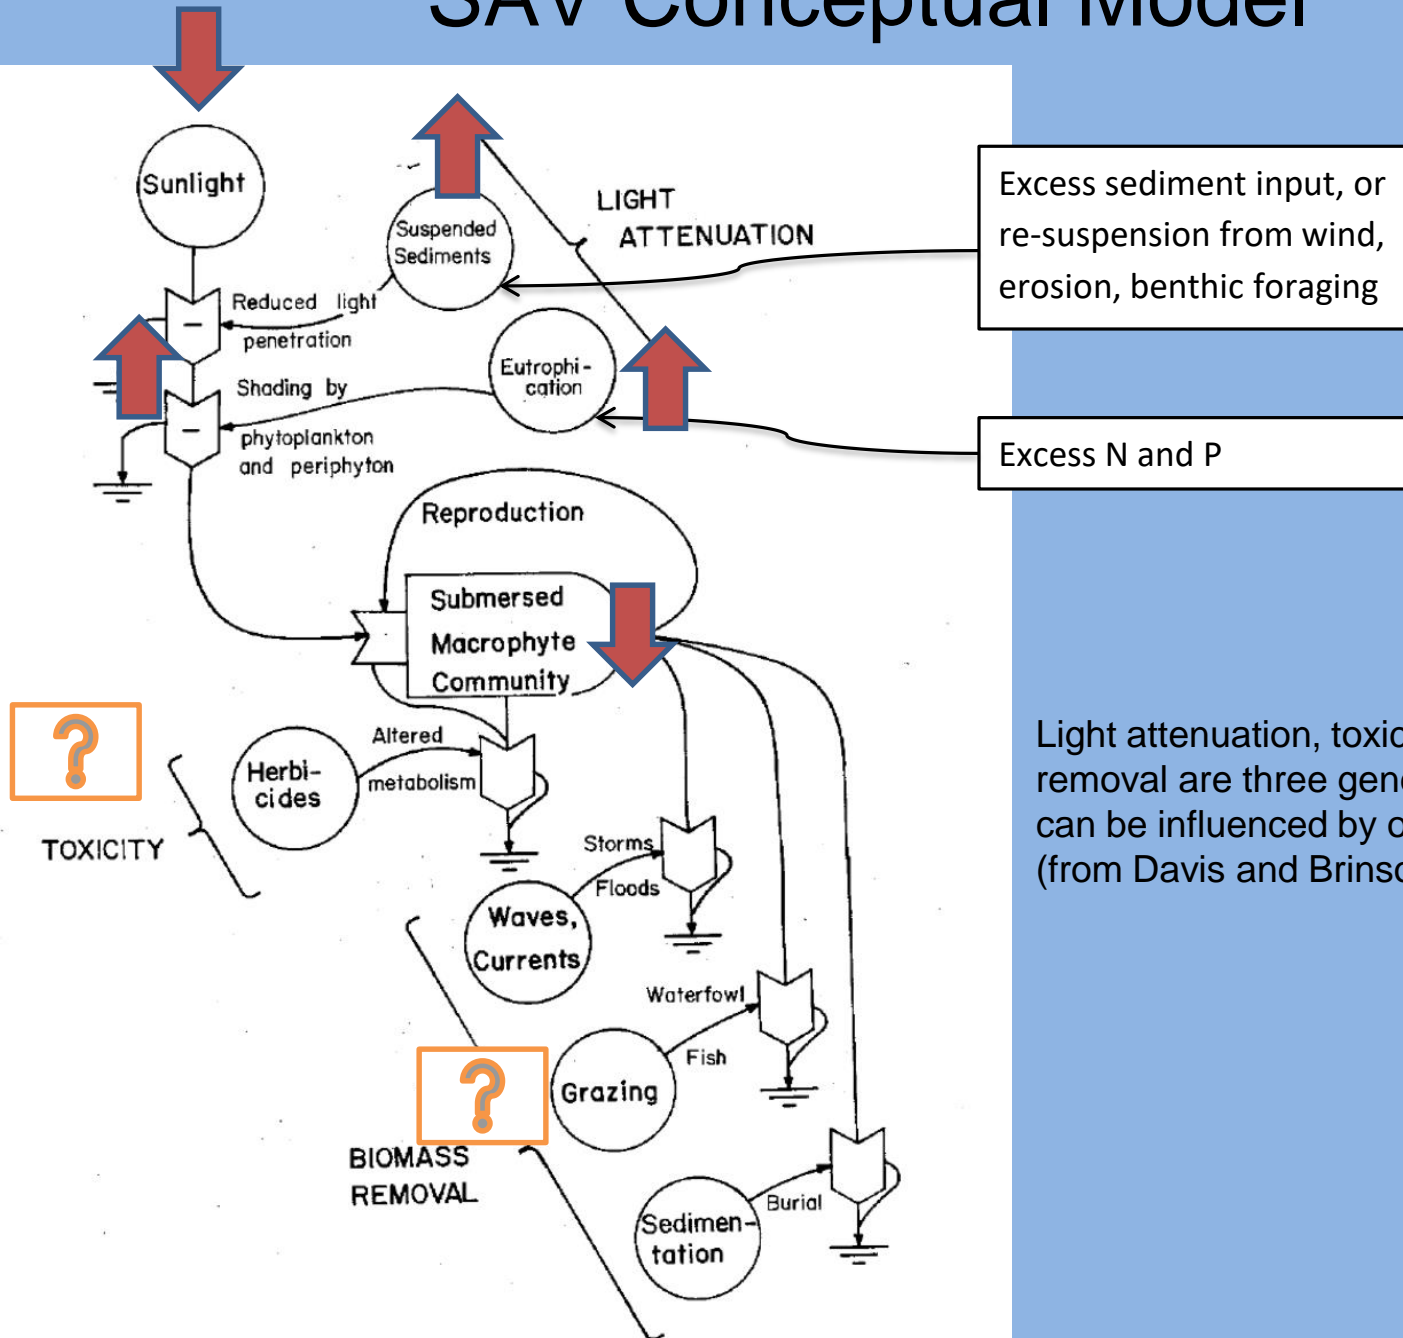 SAV Conceptual Model
Sunlight
Suspended
Sediments
LIGHT
ATTENUATION
Excess sediment input, or
re-suspension from wind,
erosion, benthic foraging
Reduced light
penetration
Eutrophi-
cation
Shading by
phytoplankton
and periphyton
Excess N and P
Reproduction
Submersed
Macrophyte
Community
?
TOXICITY
Herbi-
cides
Altered
metabolism
Light attenuation,
removal are three
can be influenced by
(from Davis and
Storms
Floods
Waves,
Currents
Waterfowl
Fish
Grazing
?
BIOMASS
REMOVAL
Burial
Sedimen-
tation